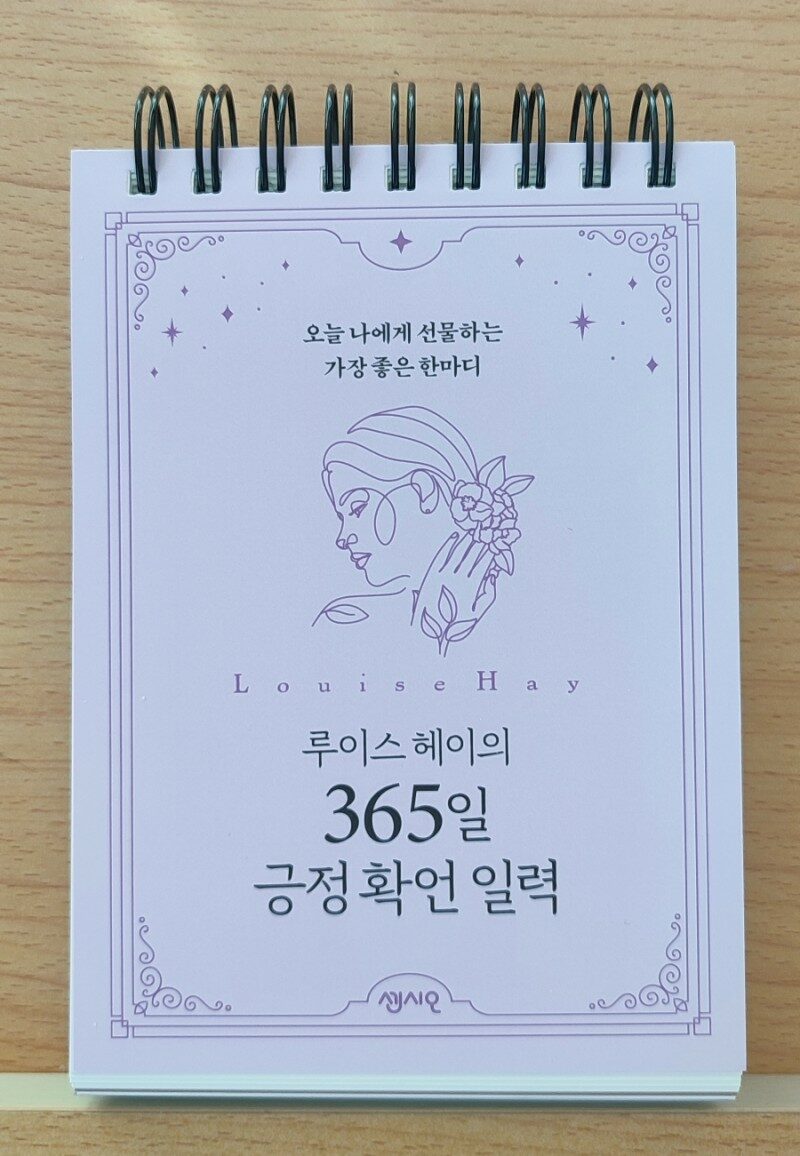 오늘 나에게 선물하는
가장 좋은 한마디
Louise Hay
루이스 헤이의
365일
긍정 확언 일력
센시오